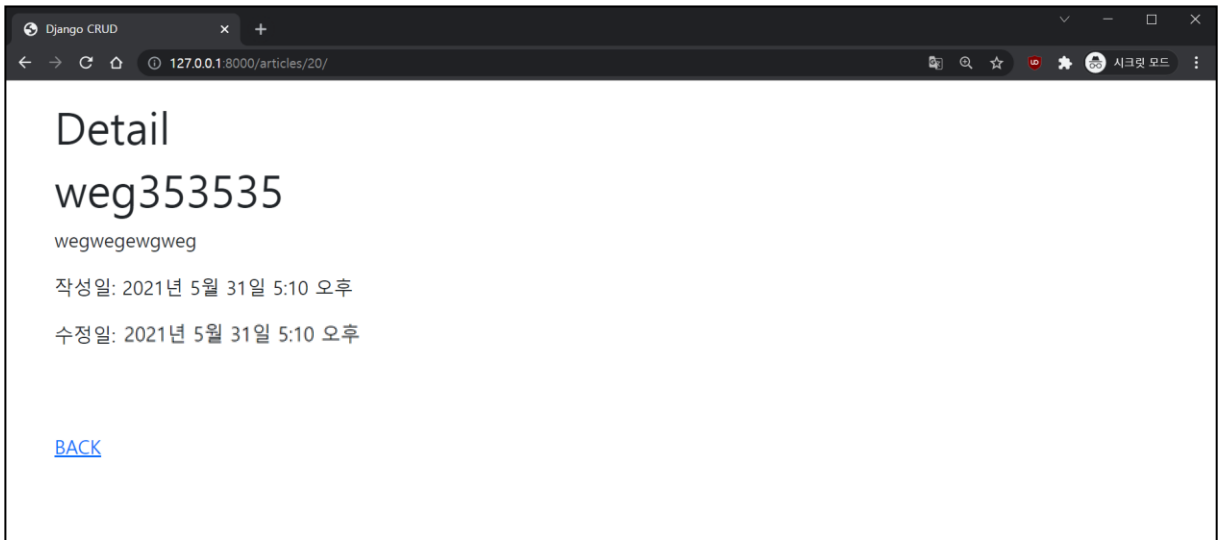 Django CRUD
127.0.0.1:8000/articles/20/
시크릿 모드
Detail
weg353535
wegwegewgweg
작성일: 2021년 5월 31일 5:10 오후
수정일: 2021년 5월 31일 5:10 오후
BACK